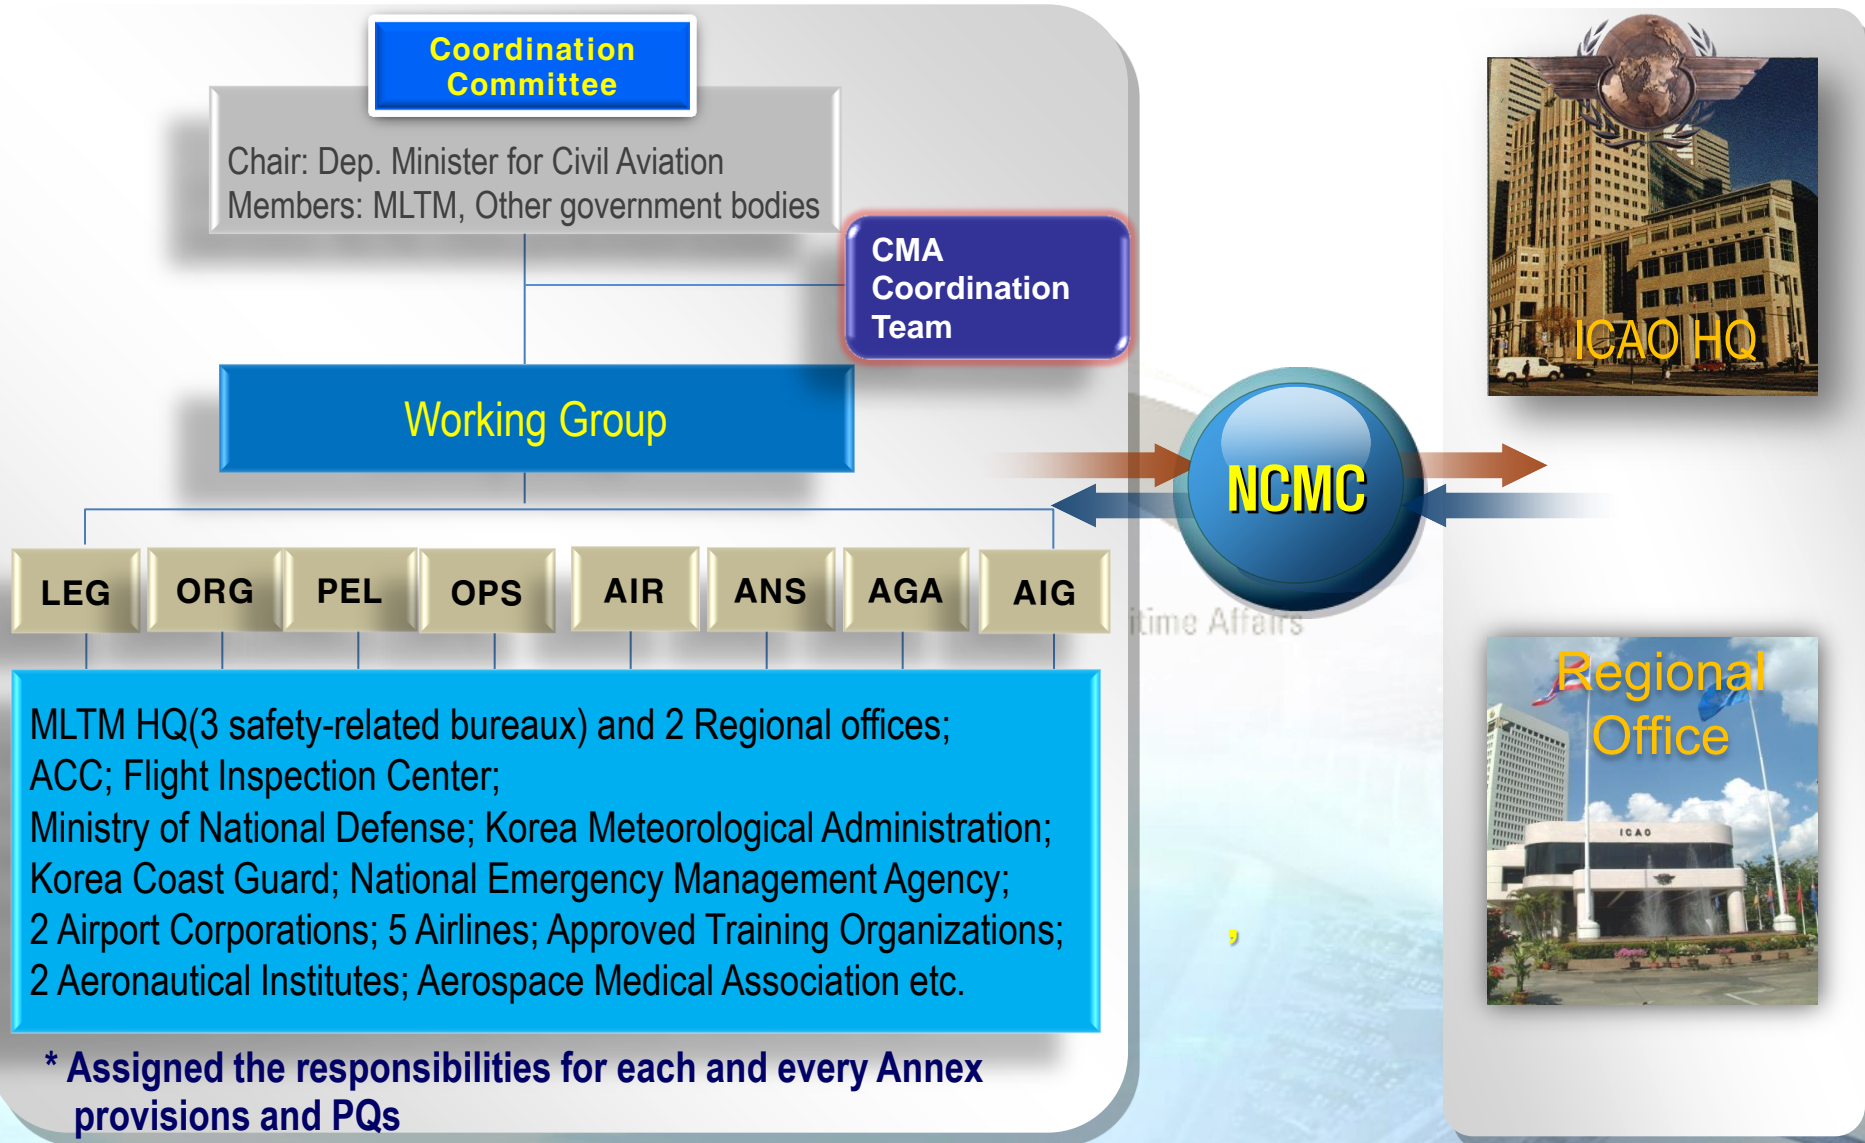 Coordination
Committee
Chair: Dep. Minister for Civil Aviation
Members: MLTM, Other government bodies
CMA
Coordination
Team
Working Group
LEG
ORG
PEL
OPS
AIR
ANS
AGA
AIG
MLTM HQ(3 safety-related bureaux) and 2 Regional offices;
ACC; Flight Inspection Center;
Ministry of National Defense; Korea Meteorological Administration;
Korea Coast Guard; National Emergency Management Agency;
2 Airport Corporations; 5 Airlines; Approved Training Organizations;
2 Aeronautical Institutes; Aerospace Medical Association etc.
* Assigned the responsibilities for each and every Annex
provisions and PQs
NCMC
itime Affairs
,
ICAO HQ
Regional
Office
ICAO